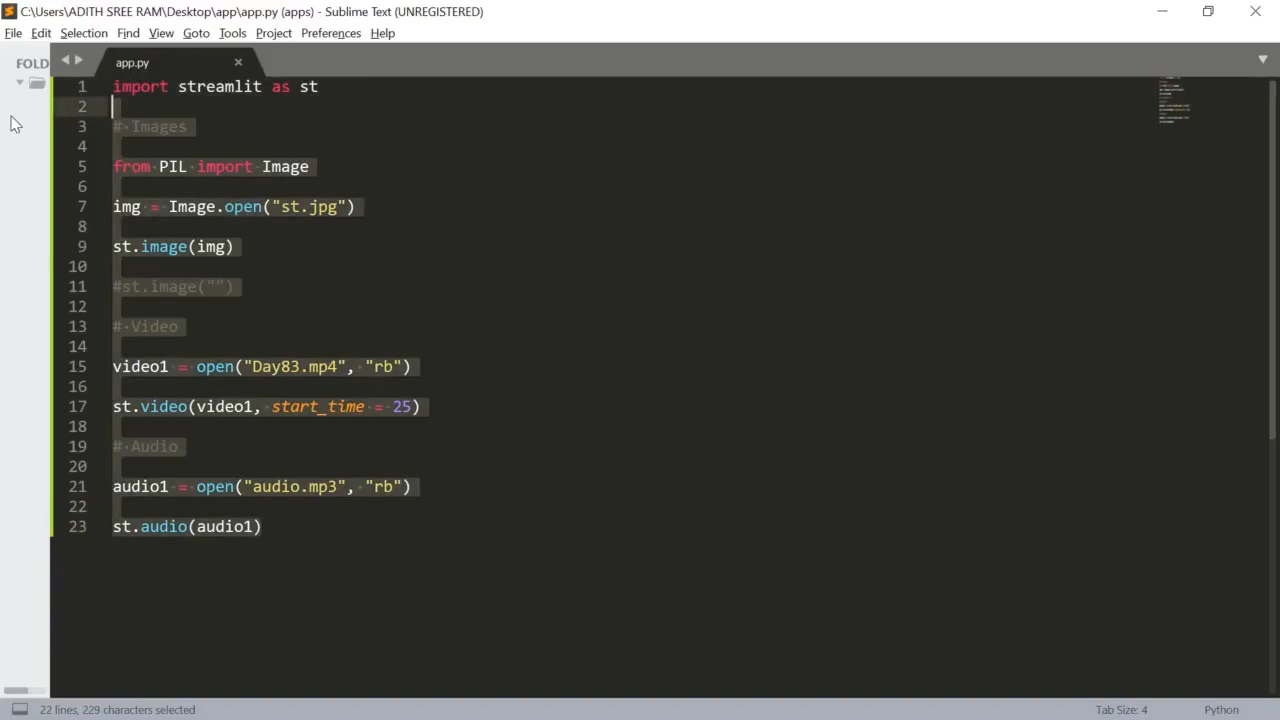 C:\Users\ADITH SREE RAM\Desktop\app\app.py (apps) - Sublime Text (UNREGISTERED)
File Edit Selection Find View Goto Tools Project Preferences Help
FOLD
app.py
1 import streamlit as st
2
3 # Images
4
5 from PIL import Image
6
7 img = Image.open("st.jpg")
8
9 st.image(img)
10
11 #st.image("")
12
13 # Video
14
15 video1 = open("Day83.mp4", "rb")
16
17 st.video(video1, start_time = 25)
18
19 # Audio
20
21 audio1 = open("audio.mp3", "rb")
22
23 st.audio(audio1)
22 lines, 229 characters selected Tab Size: 4 Python